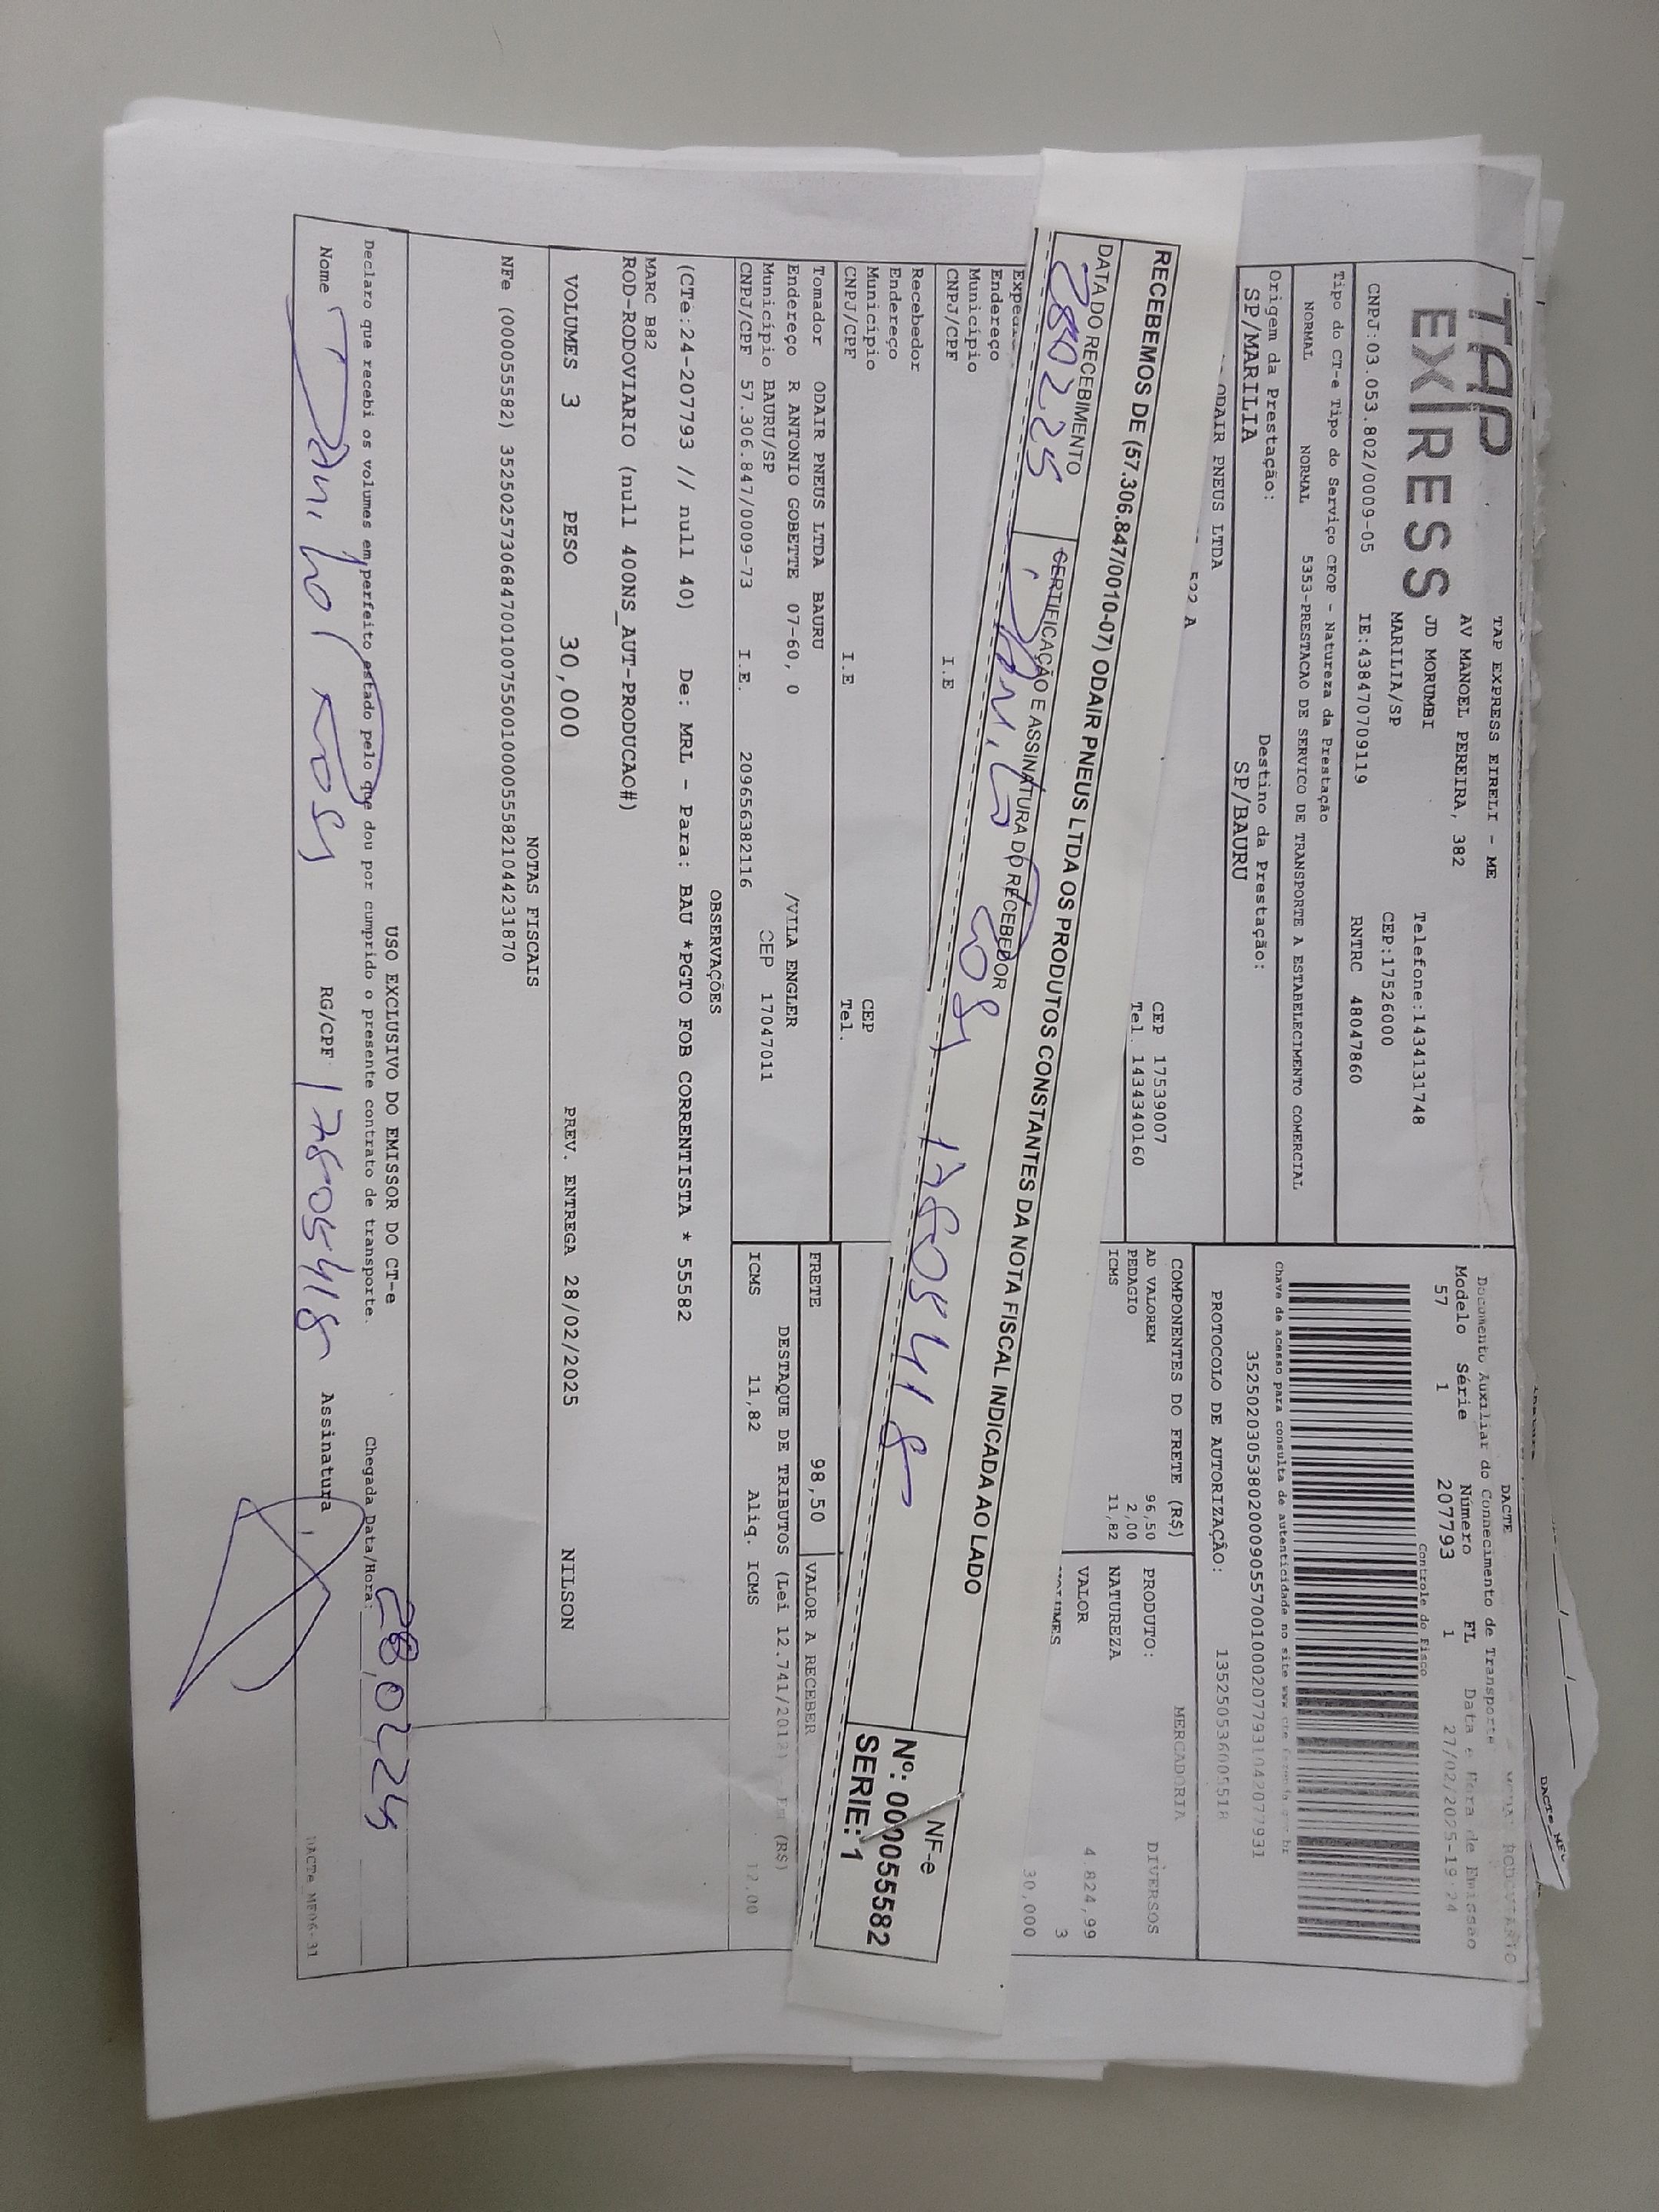 TAP
EXPRESS
TAP EXPRESS EIRELI - ME
AV MANOEL PEREIRA, 382
JD MORUMBI
MARILIA/SP
Telefone:1434131748
CEP:17526000
CNPJ:03.053.802/0009-05 IE:438470709119 RNTRC 48047860
DACTE
Documento Auxiliar do Conhecimento de Transporte
Modelo Série Número FL Data e Hora de Emissão
57 1 207793 1 27/02/2025-19:24
Controle do Fisco
Tipo do CT-e Tipo do Serviço CFOP - Natureza da Prestação
NORMAL NORMAL 5353-PRESTACAO DE SERVICO DE TRANSPORTE A ESTABELECIMENTO COMERCIAL
Chave de acesso para consulta de autenticidade no site
Origem da Prestação: Destino da Prestação:
SP/MARILIA SP/BAURU
PROTOCOLO DE AUTORIZAÇÃO:
ODAIR PNEUS LTDA
522 A
CEP 17539007
Tel. 1434340160
COMPONENTES DO FRETE (R$)
AD VALOREM 96,50
PEDAGIO 2,00
ICMS 11,82
MERCADORIA
PRODUTO: DIVERSOS
NATUREZA
VALOR 4.824,99
VOLUMES 3
30,000
RECEBEMOS DE (57.306.847/0010-07) ODAIR PNEUS LTDA OS PRODUTOS CONSTANTES DA NOTA FISCAL INDICADA AO LADO
DATA DO RECEBIMENTO
CERTIFICAÇÃO E ASSINATURA DO RECEBEDOR
280225
17805418
NF-e
Nº: 000055582
SERIE: 1
Endereço
Município
CNPJ/CPF I.E
Recebedor
Endereço
Município CEP
CNPJ/CPF I.E Tel.
Tomador ODAIR PNEUS LTDA BAURU
Endereço R ANTONIO GOBETTE 07-60, 0 /VILA ENGLER
Município BAURU/SP CEP 17047011
CNPJ/CPF 57.306.847/0009-73 I.E. 209656382116
FRETE 98,50 VALOR A RECEBER
DESTAQUE DE TRIBUTOS (Lei 12.741/2012) - Em (R$)
ICMS 11,82 Aliq. ICMS 12,00
OBSERVAÇÕES
(CTe:24-207793 // null 40) De: MRL - Para: BAU *PGTO FOB CORRENTISTA * 55582
MARC B82
ROD-RODOVIARIO (null 400NS_AUT-PRODUCAO#)
VOLUMES 3 PESO 30,000 PREV. ENTREGA 28/02/2025 NILSON
NOTAS FISCAIS
NFe (000055582) 35250257306847001007550010000555821044231870
USO EXCLUSIVO DO EMISSOR DO CT-e
Declaro que recebi os volumes em perfeito estado pelo que dou por cumprido o presente contrato de transporte. Chegada Data/Hora: 28,02,25
Nome RG/CPF 17805418 Assinatura